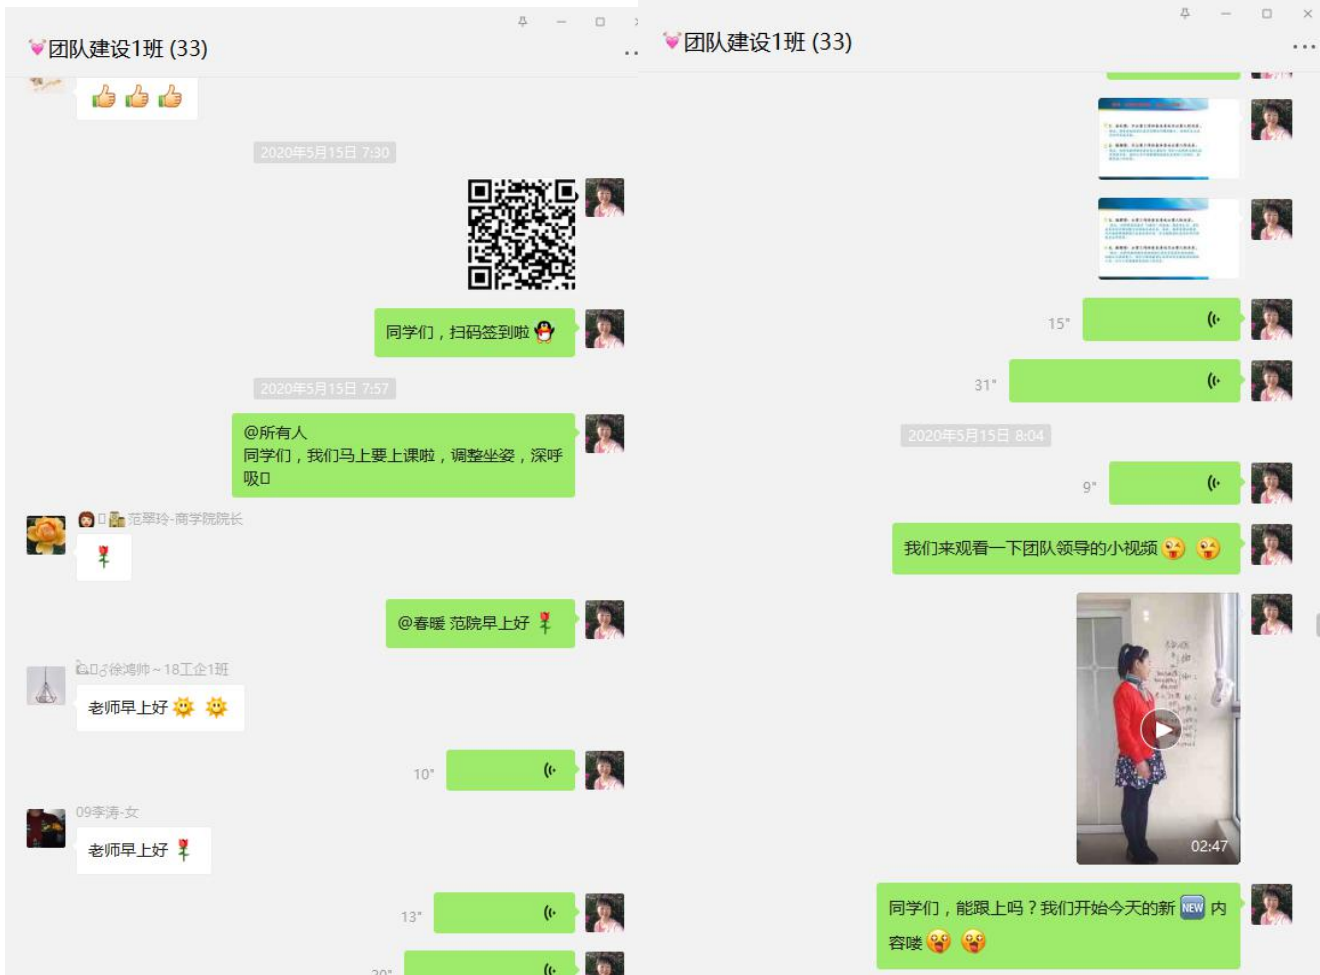 团队建设1班 (33)
2020年5月15日 7:30
同学们，扫码签到啦
2020年5月15日 7:57
@所有人
同学们，我们马上要上课啦，调整坐姿，深呼
吸
范翠玲-商学院院长
@春暖 范院早上好
徐鸿帅～18工企1班
老师早上好
10"
09李涛-女
老师早上好
13"
团队建设1班 (33)
15"
31"
2020年5月15日 8:04
9"
我们来观看一下团队领导的小视频
02:47
同学们，能跟上吗？我们开始今天的新 NEW 内
容喽